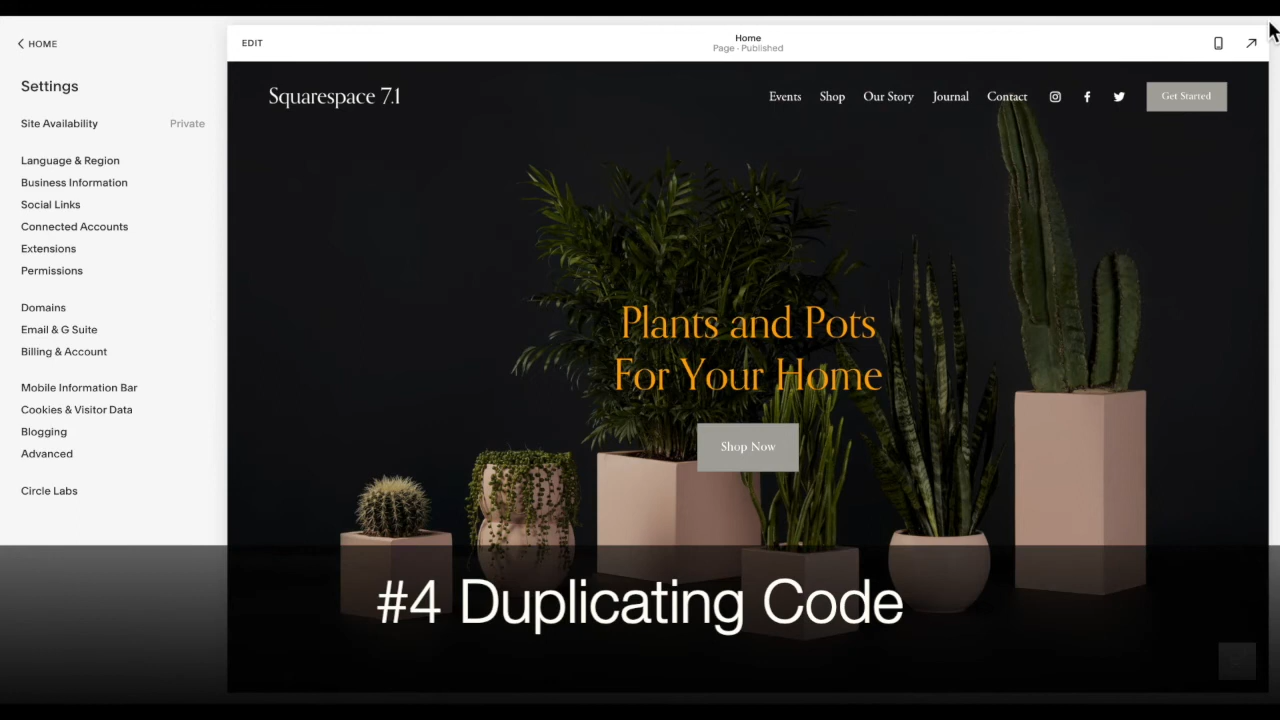 HOME
Settings
Site Availability Private
Language & Region
Business Information
Social Links
Connected Accounts
Extensions
Permissions
Domains
Email & G Suite
Billing & Account
Mobile Information Bar
Cookies & Visitor Data
Blogging
Advanced
Circle Labs
EDIT
Home
Page · Published
Squarespace 7.1
Events Shop Our Story Journal Contact Get Started
Plants and Pots
For Your Home
Shop Now
#4 Duplicating Code